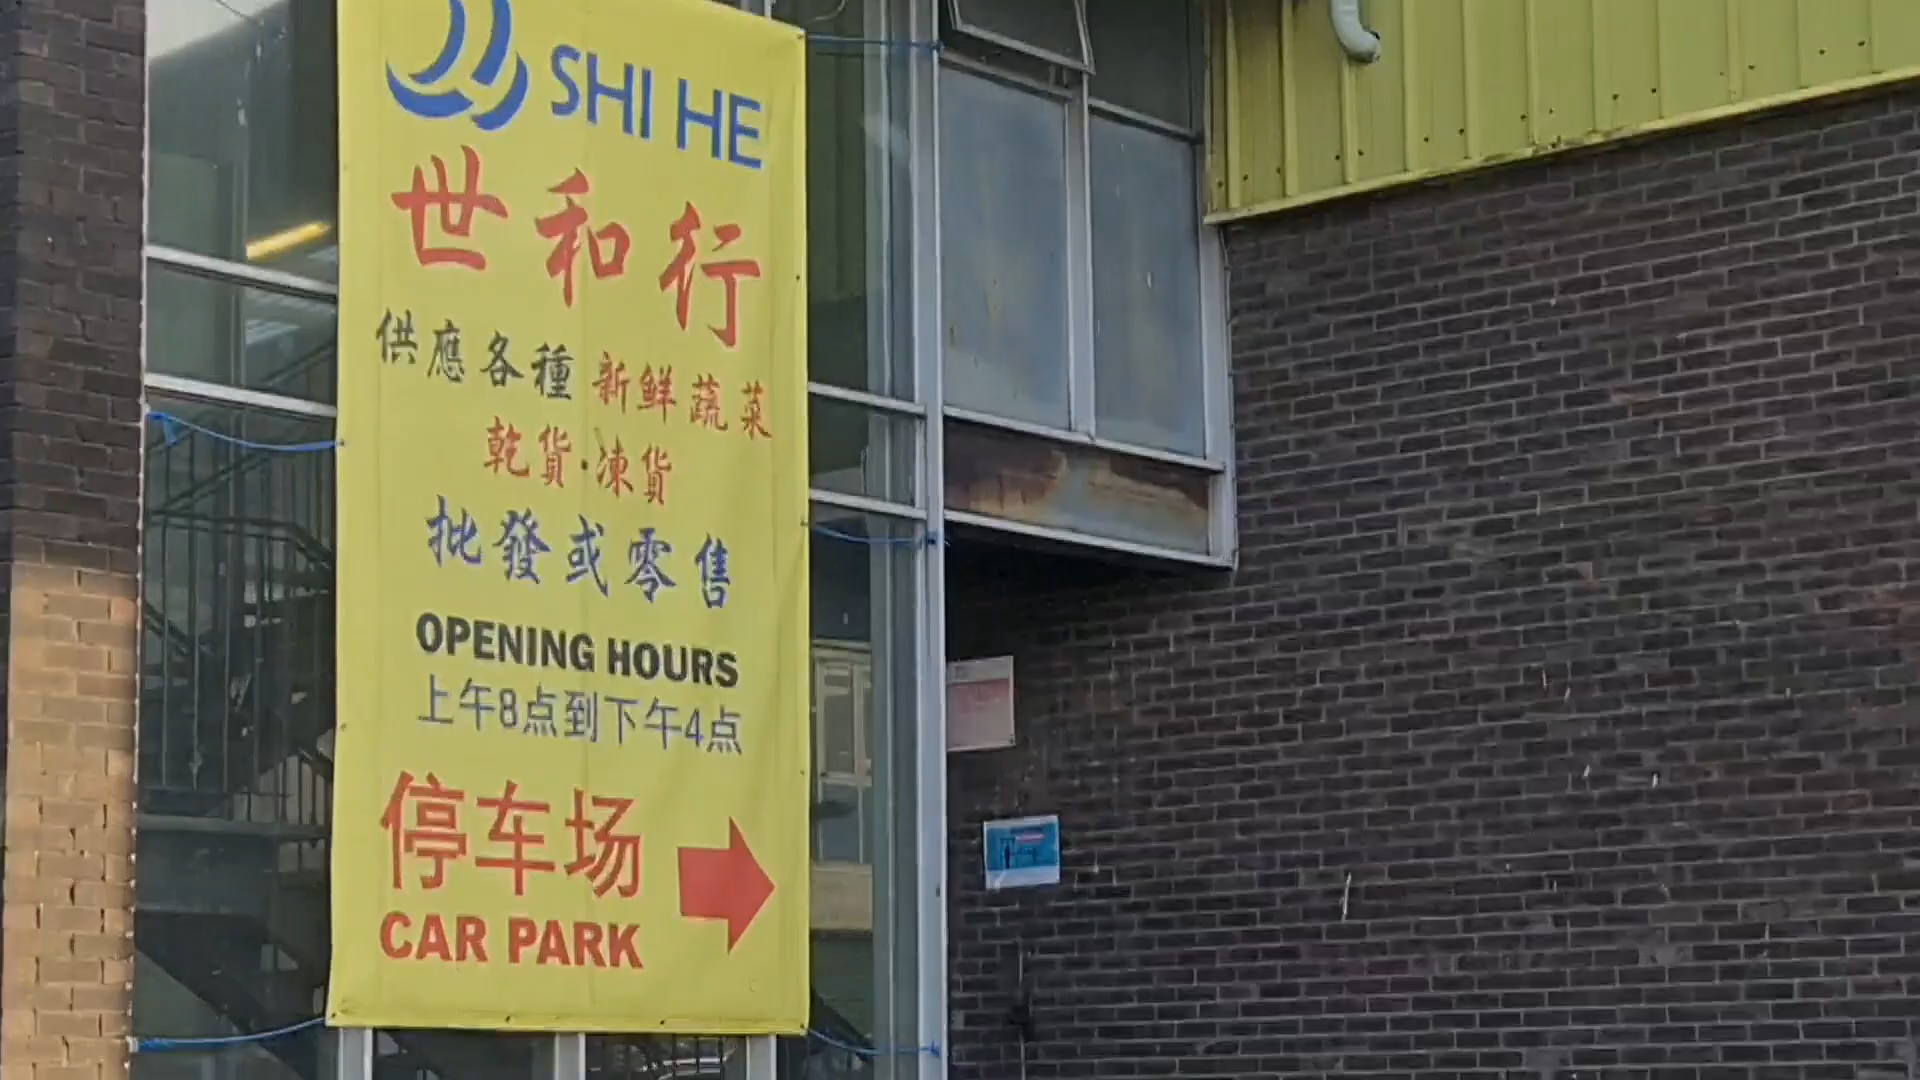 SHI HE
世和行
供應各種新鮮蔬菜
乾貨·凍貨
批發或零售
OPENING HOURS
上午8点到下午4点
停车场
CAR PARK